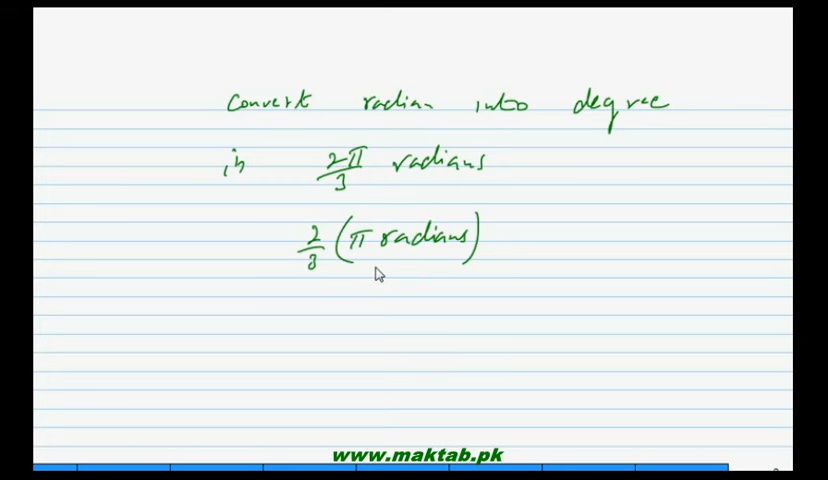 Convert radian into degree
i, 2π/3 radians
2/3 (π radians)
www.maktab.pk